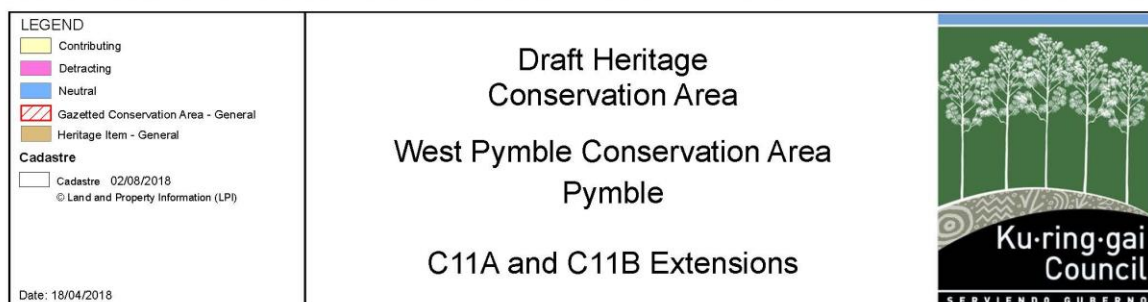 LEGEND
Contributing
Detracting
Neutral
Gazetted Conservation Area - General
Heritage Item - General
Cadastre
Cadastre 02/08/2018
© Land and Property Information (LPI)
Date: 18/04/2018
Draft Heritage
Conservation Area
West Pymble Conservation Area
Pymble
C11A and C11B Extensions
Ku·ring·gai
Council